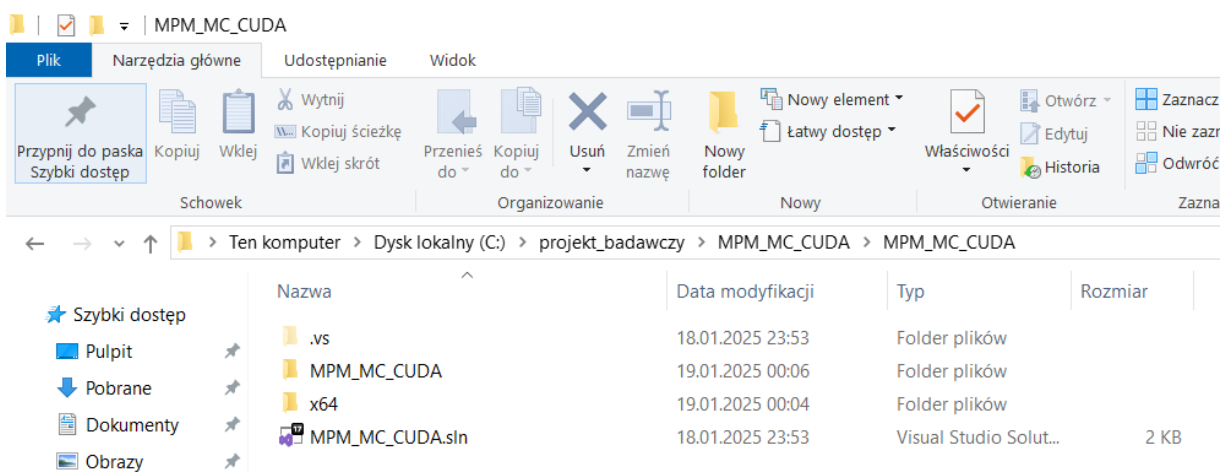 MPM_MC_CUDA
Plik Narzędzia główne Udostępnianie Widok
Przypnij do paska Szybki dostęp
Kopiuj
Wklej
Wytnij
Kopiuj ścieżkę
Wklej skrót
Przenieś do
Kopiuj do
Usuń
Zmień nazwę
Nowy folder
Nowy element
Łatwy dostęp
Właściwości
Otwórz
Edytuj
Historia
Zaznacz
Nie zazn
Odwróć
Schowek Organizowanie Nowy Otwieranie Zazna
Ten komputer > Dysk lokalny (C:) > projekt_badawczy > MPM_MC_CUDA > MPM_MC_CUDA
Nazwa Data modyfikacji Typ Rozmiar
Szybki dostęp
Pulpit
Pobrane
Dokumenty
Obrazy
.vs 18.01.2025 23:53 Folder plików
MPM_MC_CUDA 19.01.2025 00:06 Folder plików
x64 19.01.2025 00:04 Folder plików
17
MPM_MC_CUDA.sln 18.01.2025 23:53 Visual Studio Solut... 2 KB